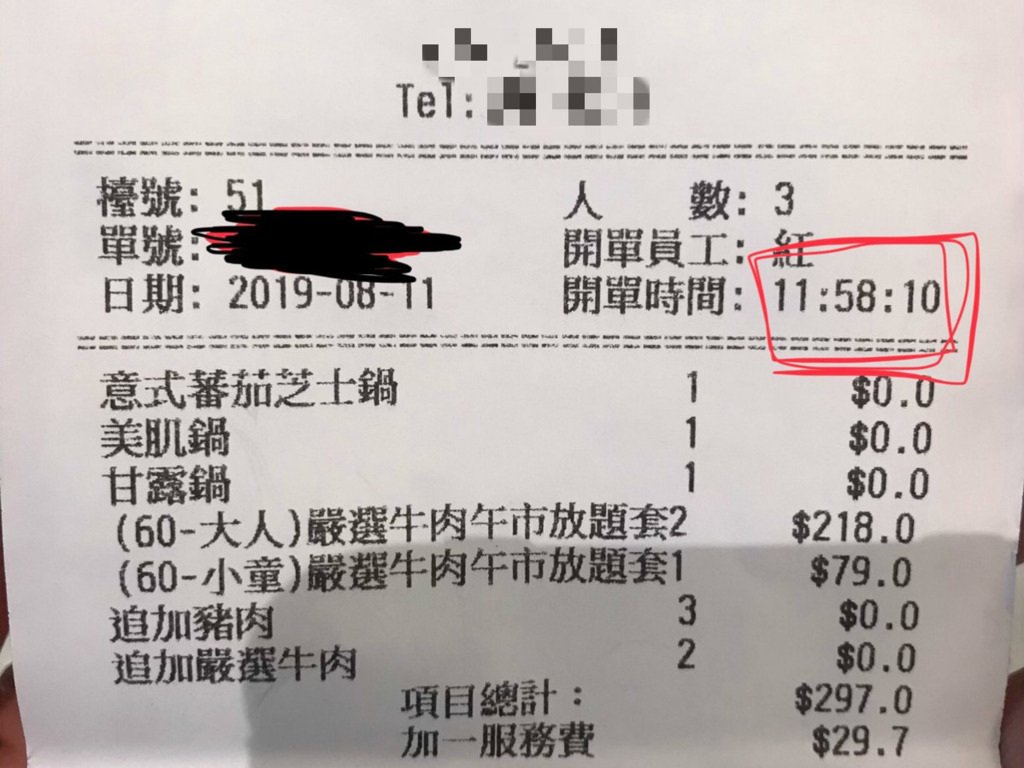 Tel:
檯號: 51 人 數: 3
單號: 開單員工: 紅
日期: 2019-08-11 開單時間: 11:58:10
意式蕃茄芝士鍋 1 $0.0
美肌鍋 1 $0.0
甘露鍋 1 $0.0
(60-大人)嚴選牛肉午市放題套2 $218.0
(60-小童)嚴選牛肉午市放題套1 $79.0
追加豬肉 3 $0.0
追加嚴選牛肉 2 $0.0
項目總計: $297.0
加一服務費 $29.7